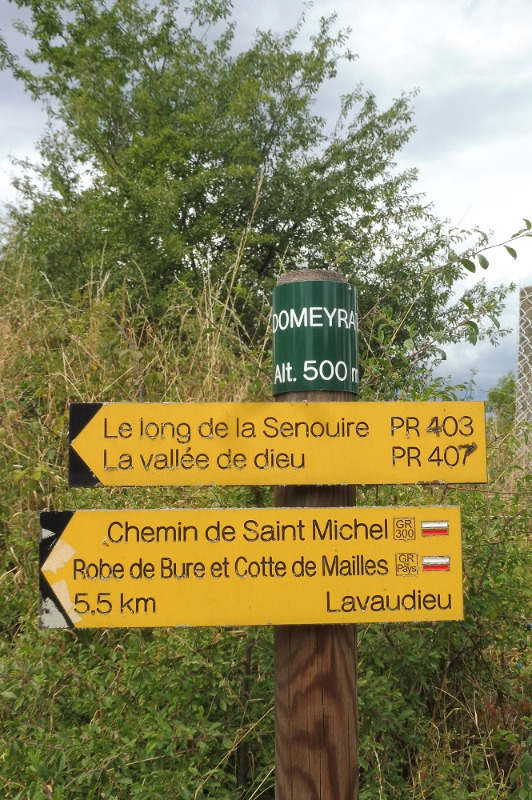 DOMEYRA
Alt. 500 m
Le long de la Senouire PR 403
La vallée de dieu PR 407
Chemin de Saint Michel GR 300
Robe de Bure et Cotte de Mailles GR de Pays
5.5 km Lavaudieu